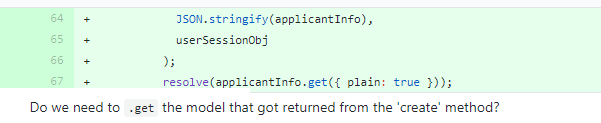 64 + JSON.stringify(applicantInfo),
65 + userSessionObj
66 + );
67 + resolve(applicantInfo.get({ plain: true }));
Do we need to .get the model that got returned from the 'create' method?